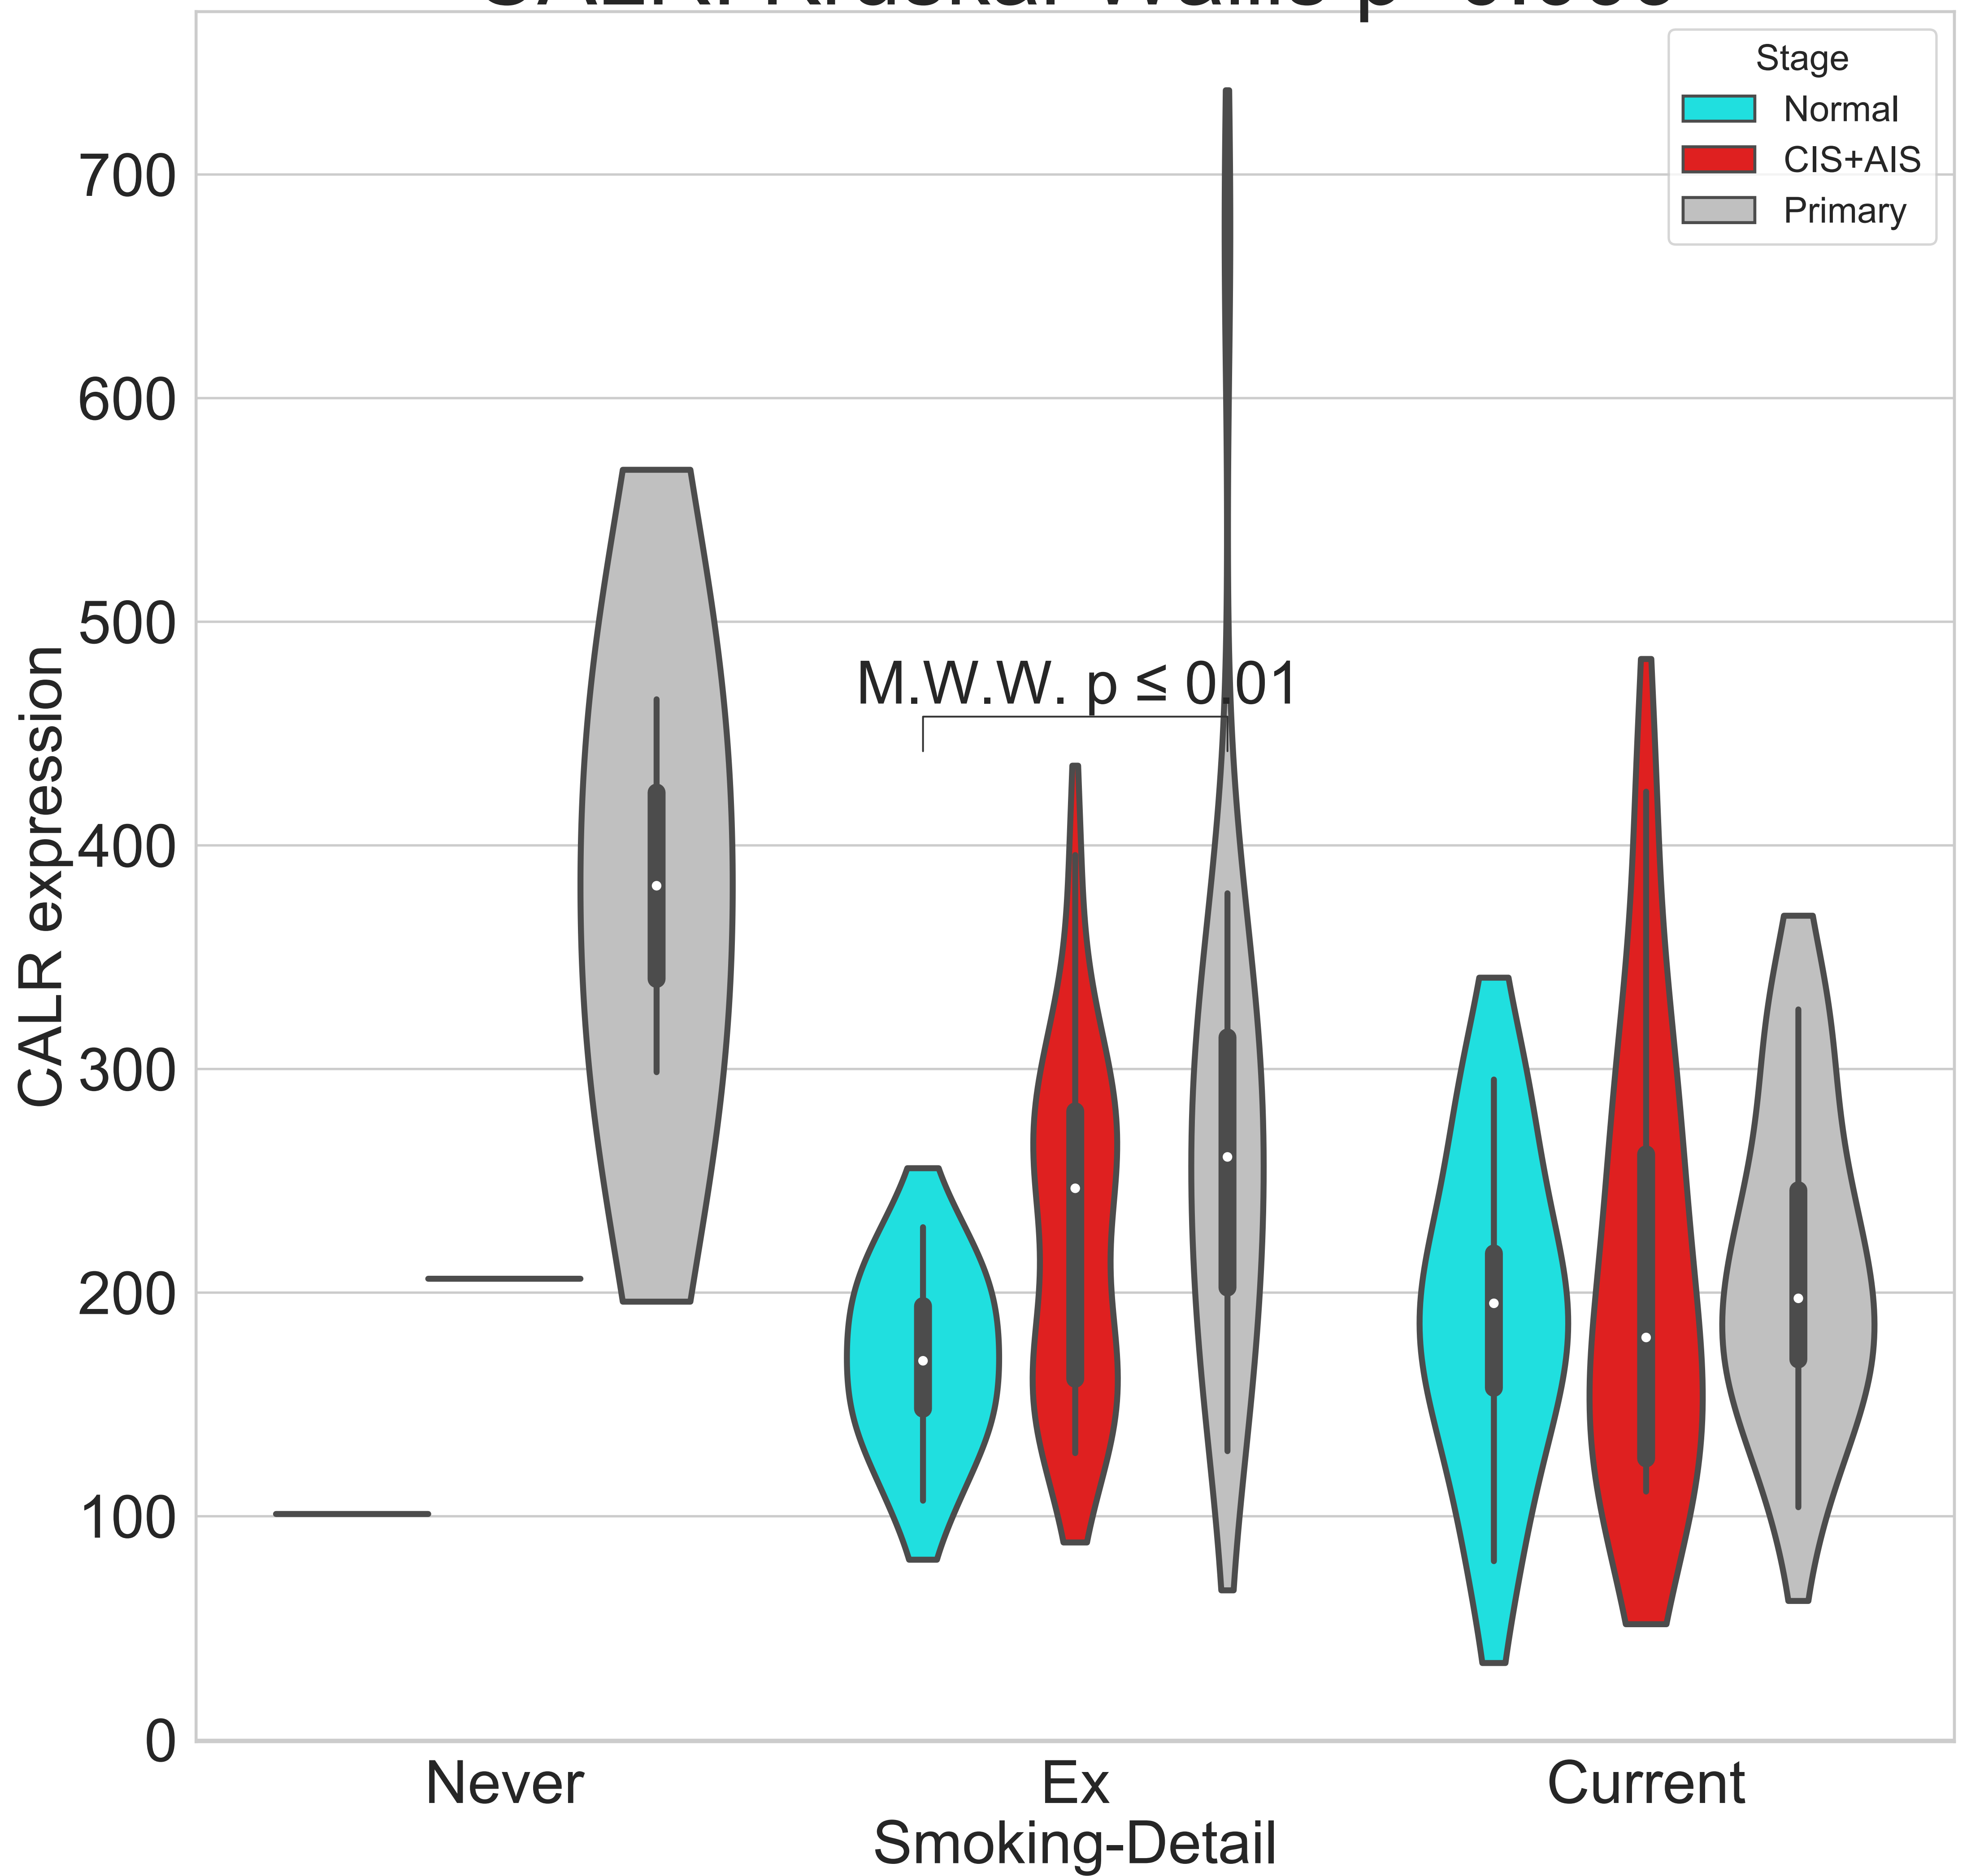 Stage
Normal
CIS+AIS
Primary
700
600
500
400
300
200
100
0
CALR expression
M.W.W. p ≤ 0.01
Never
Ex
Current
Smoking-Detail